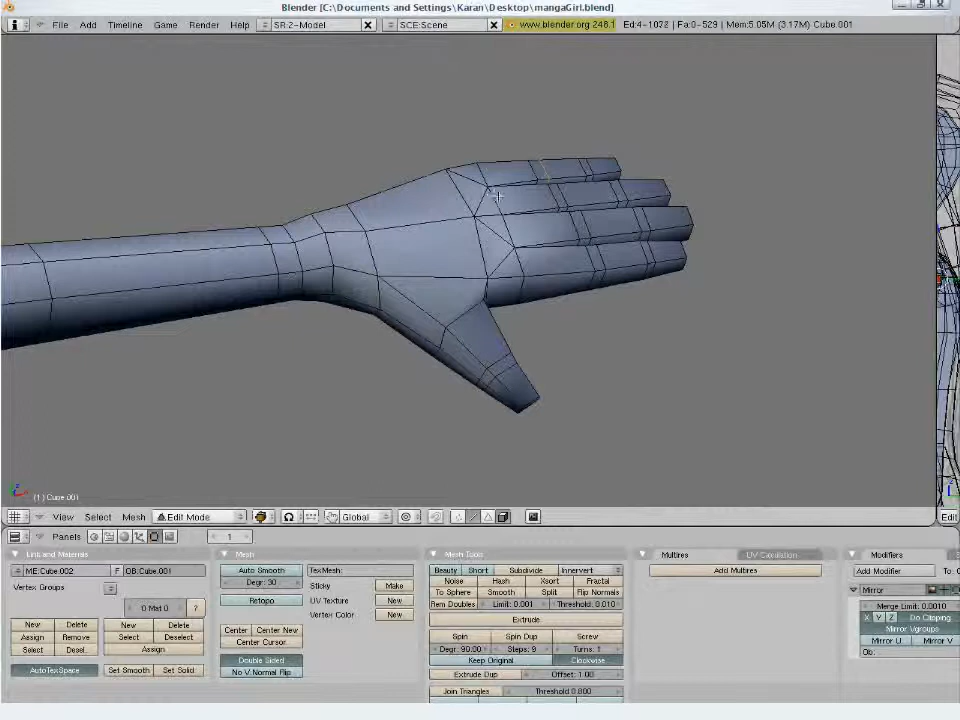 Blender [C:\Documents and Settings\Karan\Desktop\mangaGirl.blend]
File Add Timeline Game Render Help SR:2-Model SCE:Scene www.blender.org 248.1 Ed:4-1072 | Fa:0-529 | Mem:5.05M (3.17M) Cube.001
(1) Cube.001
View Select Mesh Edit Mode Global Edit
Panels 1
Link and Materials Mesh Mesh Tools Multires UV Calculation Modifiers
ME:Cube.002 F OB:Cube.001 Auto Smooth TexMesh: Beauty Short Subdivide Innervert Add Multires Add Modifier To:
Vertex Groups Degr: 30 Sticky Make Noise Hash Xsort Fractal Mirror
To Sphere Smooth Split Flip Normals
0 Mat 0 ? Retopo UV Texture New Rem Doubles Limit: 0.001 Threshold: 0.010 Merge Limit: 0.0010
Vertex Color New Extrude X Y Z Do Clipping
New Delete New Delete Center Center New Mirror Vgroups
Assign Remove Select Deselect Center Cursor Spin Spin Dup Screw Mirror U Mirror V
Select Desel. Assign Degr: 90.00 Steps: 9 Turns: 1 Ob:
Double Sided Keep Original Clockwise
AutoTexSpace Set Smooth Set Solid No V.Normal Flip Extrude Dup Offset: 1.00
Join Triangles Threshold 0.800